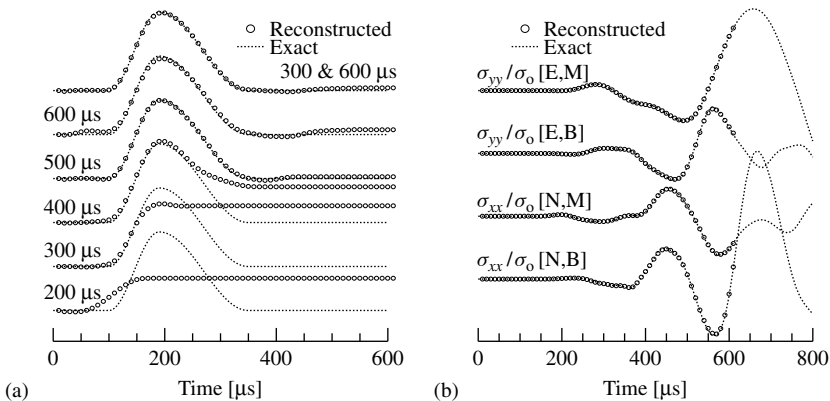 Reconstructed
Exact
300 & 600 μs
600 μs
500 μs
400 μs
300 μs
200 μs
0 200 400 600
(a) Time [μs]
Reconstructed
Exact
σyy/σo [E,M]
σyy/σo [E,B]
σxx/σo [N,M]
σxx/σo [N,B]
0 200 400 600 800
(b) Time [μs]